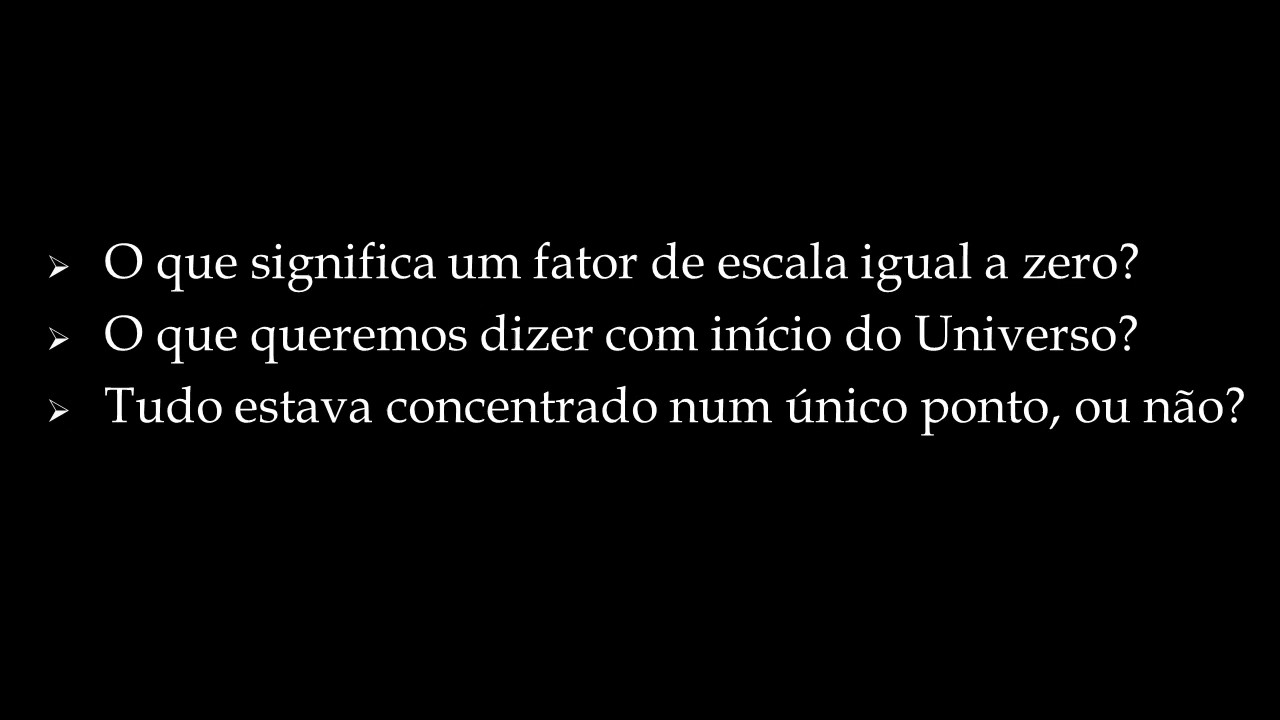 ➢ O que significa um fator de escala igual a zero?
➢ O que queremos dizer com início do Universo?
➢ Tudo estava concentrado num único ponto, ou não?